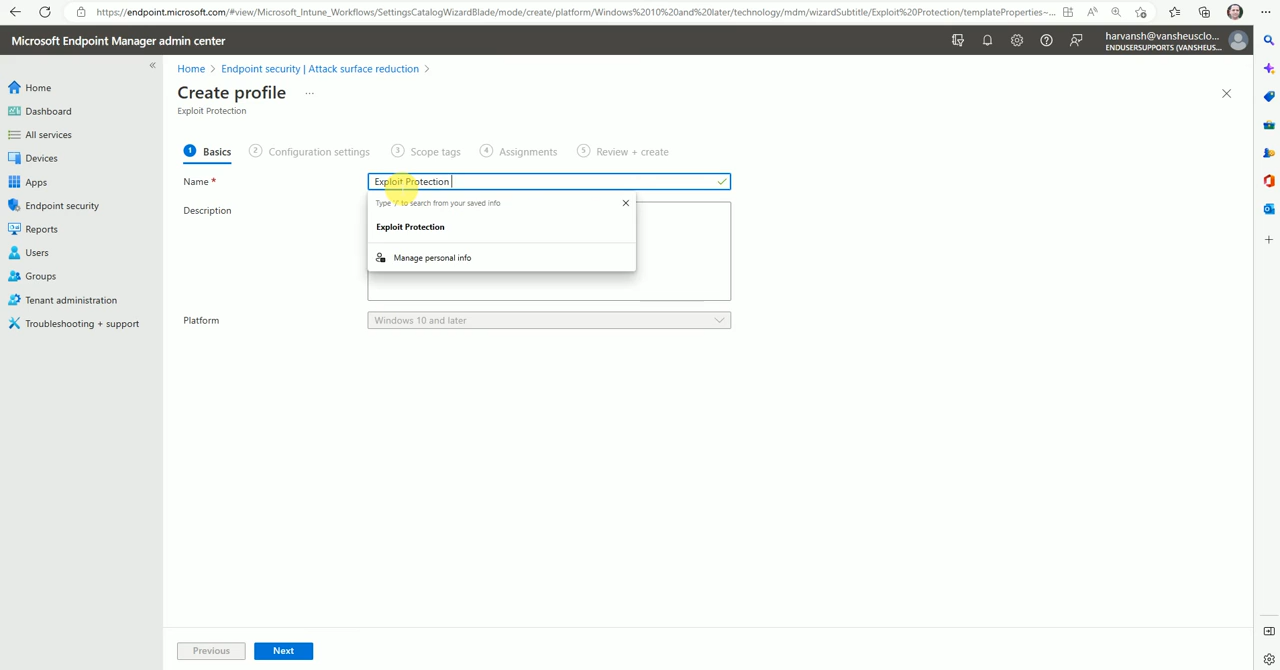 https://endpoint.microsoft.com/#view/Microsoft_Intune_Workflows/SettingsCatalogWizardBlade/mode/create/platform/Windows%2010%20and%20later/technology/mdm/wizardSubtitle/Exploit%20Protection/templateProperties~...
Microsoft Endpoint Manager admin center
harvansh@vansheusclo...
ENDUSERSUPPORTS (VANSHEUS...
Home > Endpoint security | Attack surface reduction >
Create profile ...
Exploit Protection
Home
Dashboard
All services
Devices
Apps
Endpoint security
Reports
Users
Groups
Tenant administration
Troubleshooting + support
1 Basics 2 Configuration settings 3 Scope tags 4 Assignments 5 Review + create
Name * Exploit Protection
Type '/' to search from your saved info
Exploit Protection
Manage personal info
Description
Platform Windows 10 and later
Previous Next